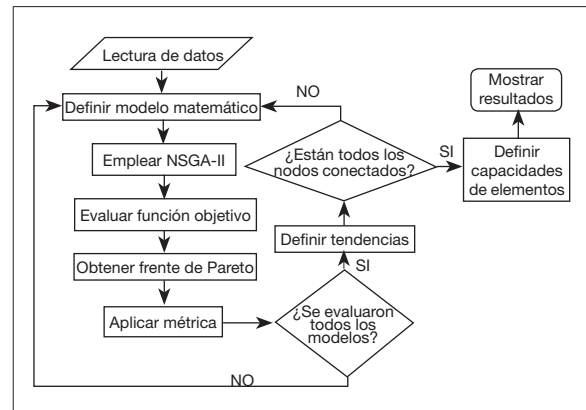 Lectura de datos
Definir modelo matemático
Emplear NSGA-II
Evaluar función objetivo
Obtener frente de Pareto
Aplicar métrica
¿Se evaluaron
todos los
modelos?
NO
SI
Definir tendencias
¿Están todos los
nodos conectados?
NO
SI
Definir
capacidades
de elementos
Mostrar
resultados